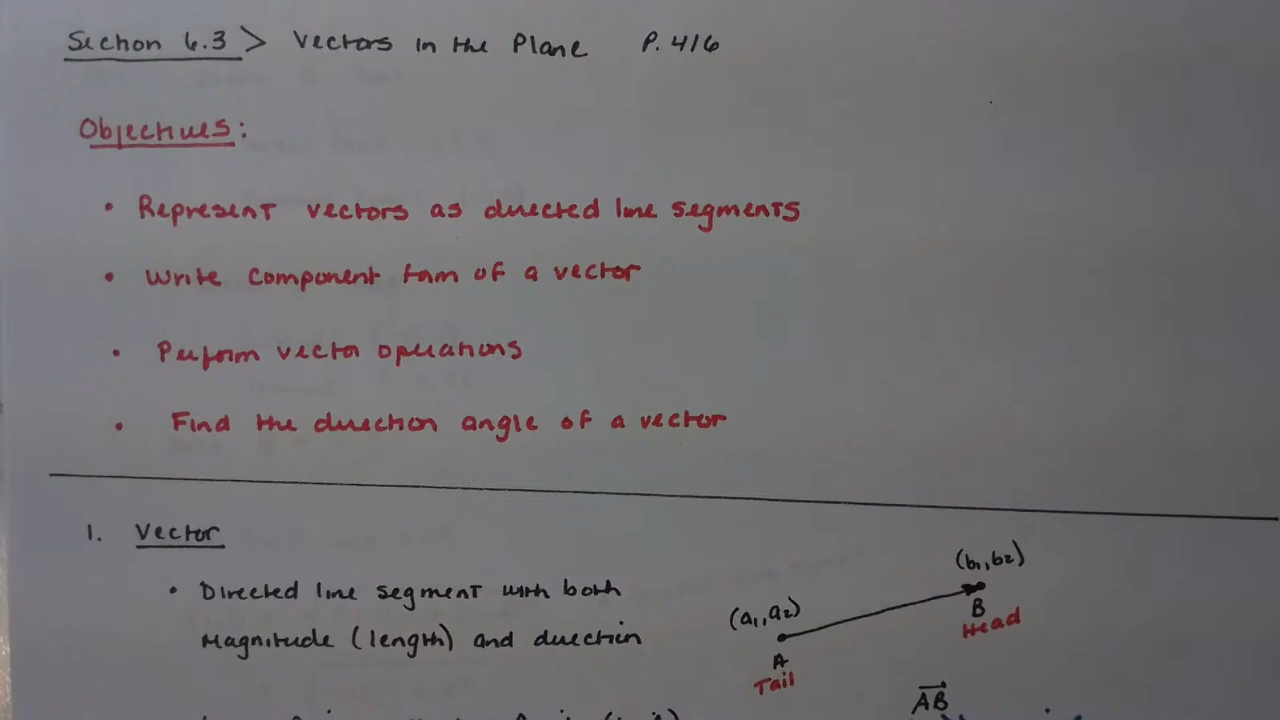 Section 6.3 > Vectors in the Plane P. 416
Objectives:
• Represent vectors as directed line segments
• Write component form of a vector
• Perform vector operations
• Find the direction angle of a vector
1. Vector
• Directed line segment with both
Magnitude (length) and direction
(a₁, a₂)
A
Tail
(b₁, b₂)
B
Head
AB